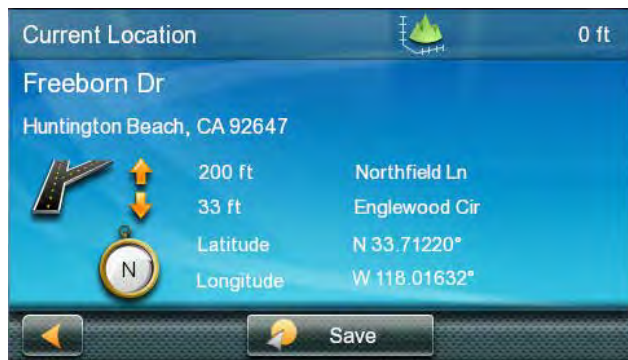 Current Location 0 ft
Freeborn Dr
Huntington Beach, CA 92647
200 ft Northfield Ln
33 ft Englewood Cir
Latitude N 33.71220°
N
Longitude W 118.01632°
Save